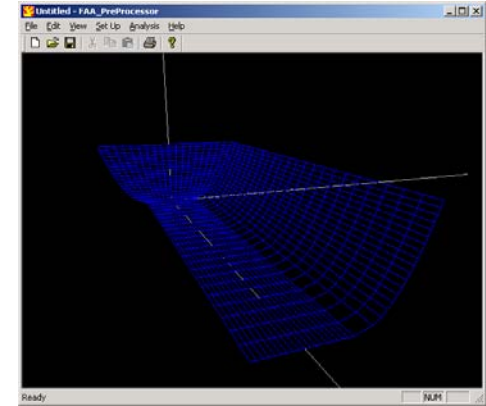 Untitled - FAA_PreProcessor
File Edit View Set Up Analysis Help
Ready NUM